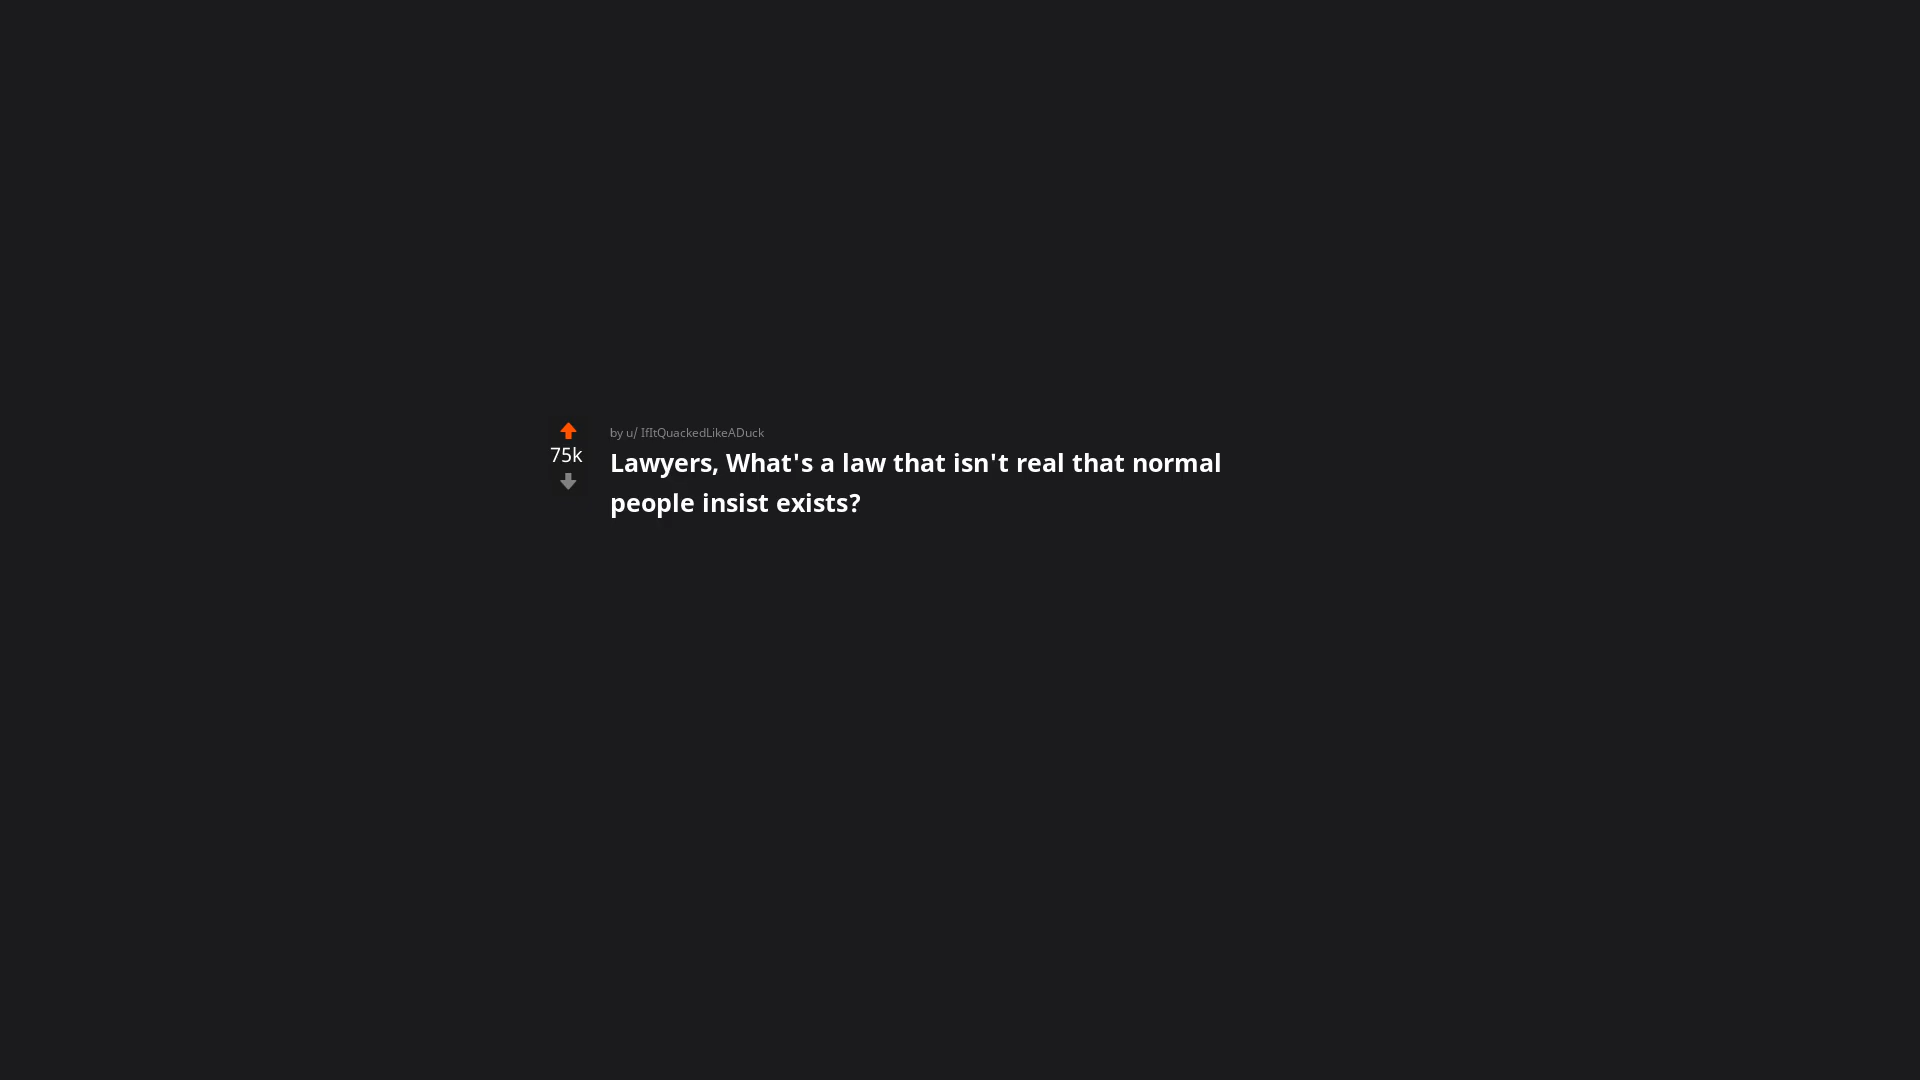 by u/ IfItQuackedLikeADuck
75k
Lawyers, What's a law that isn't real that normal
people insist exists?